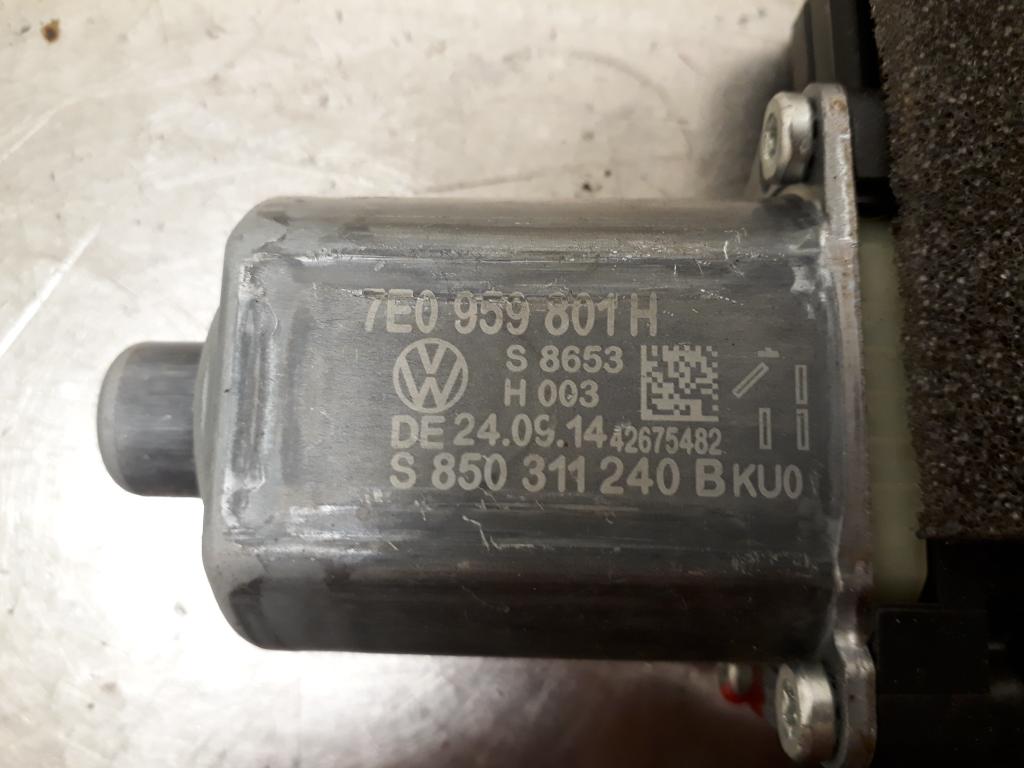 7E0 959 801 H
S 8653
H 003
DE 24.09.14 42675482
S 850 311 240 B KU0